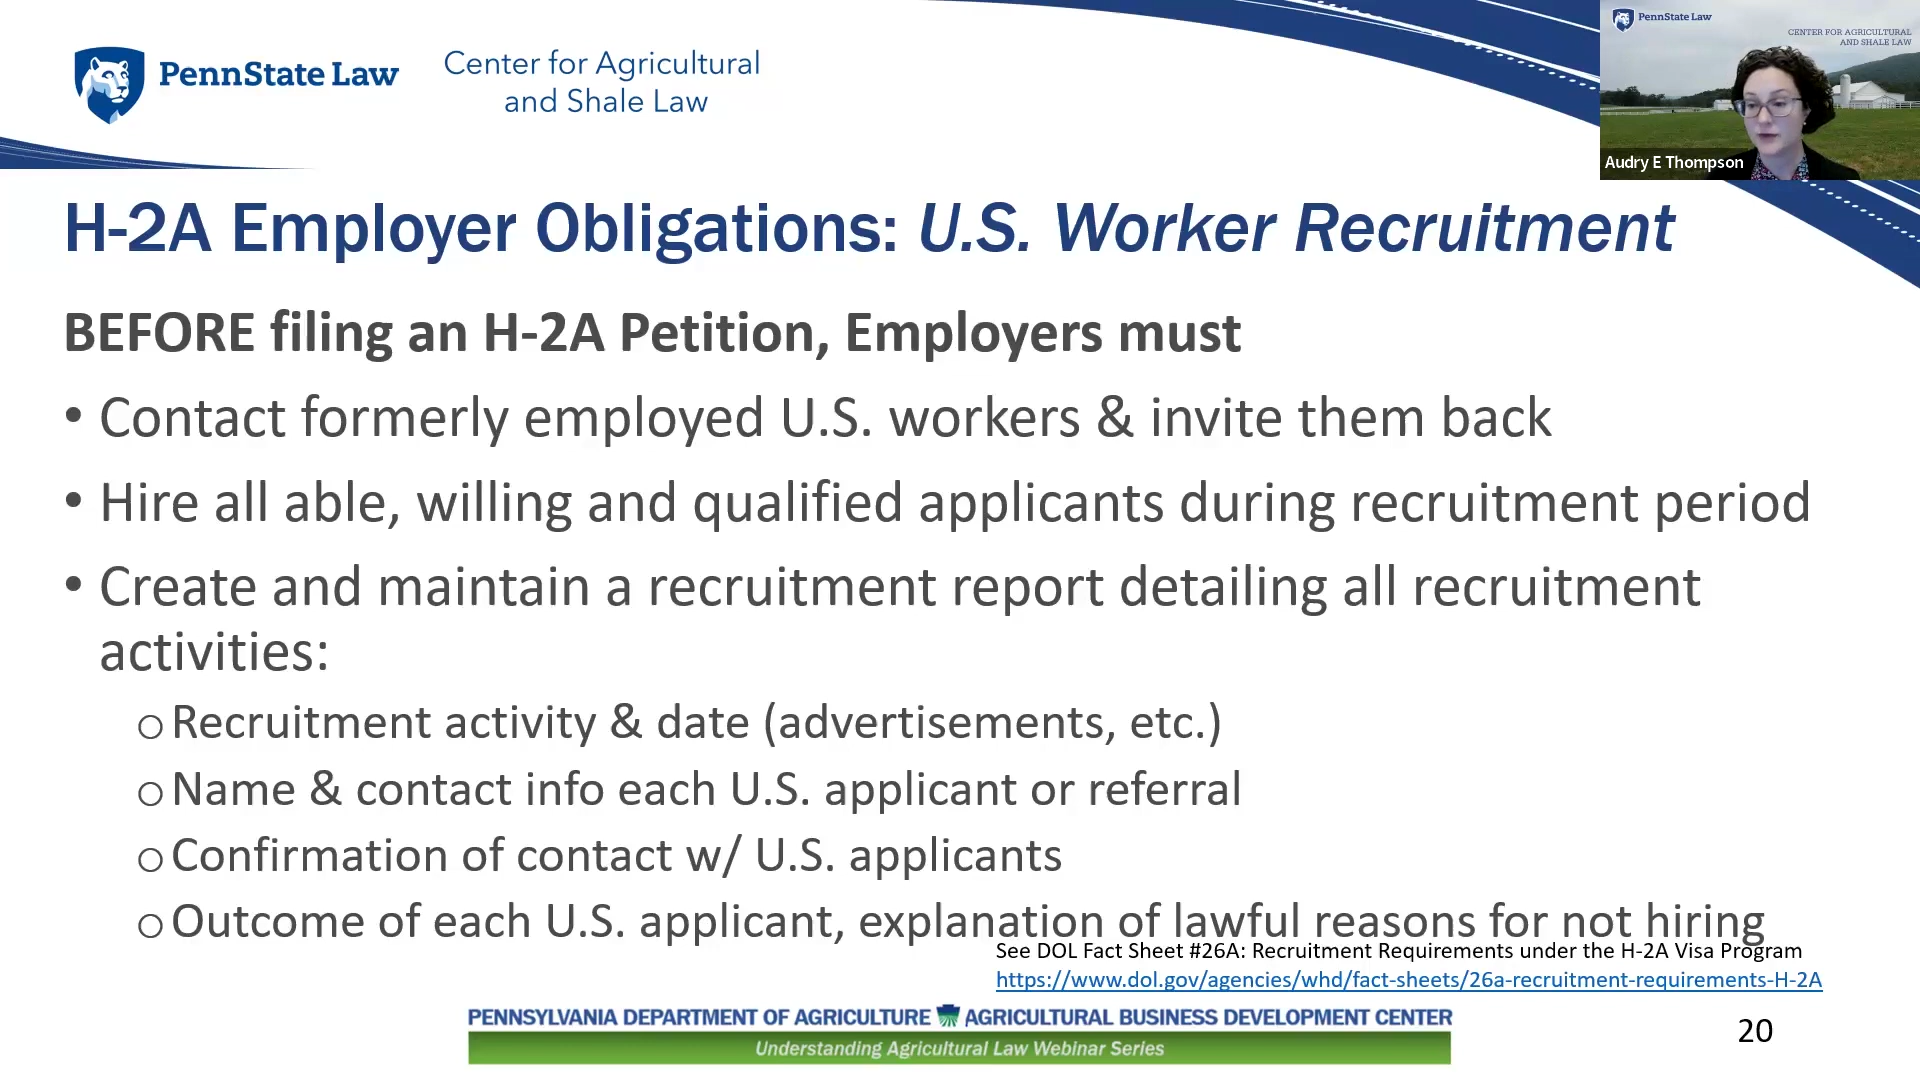 PennState Law
Center for Agricultural
and Shale Law
PennState Law
CENTER FOR AGRICULTURAL
AND SHALE LAW
Audry E Thompson
H-2A Employer Obligations: U.S. Worker Recruitment
BEFORE filing an H-2A Petition, Employers must
• Contact formerly employed U.S. workers & invite them back
• Hire all able, willing and qualified applicants during recruitment period
• Create and maintain a recruitment report detailing all recruitment
activities:
o Recruitment activity & date (advertisements, etc.)
o Name & contact info each U.S. applicant or referral
o Confirmation of contact w/ U.S. applicants
o Outcome of each U.S. applicant, explanation of lawful reasons for not hiring
See DOL Fact Sheet #26A: Recruitment Requirements under the H-2A Visa Program
https://www.dol.gov/agencies/whd/fact-sheets/26a-recruitment-requirements-H-2A
PENNSYLVANIA DEPARTMENT OF AGRICULTURE AGRICULTURAL BUSINESS DEVELOPMENT CENTER
Understanding Agricultural Law Webinar Series
20